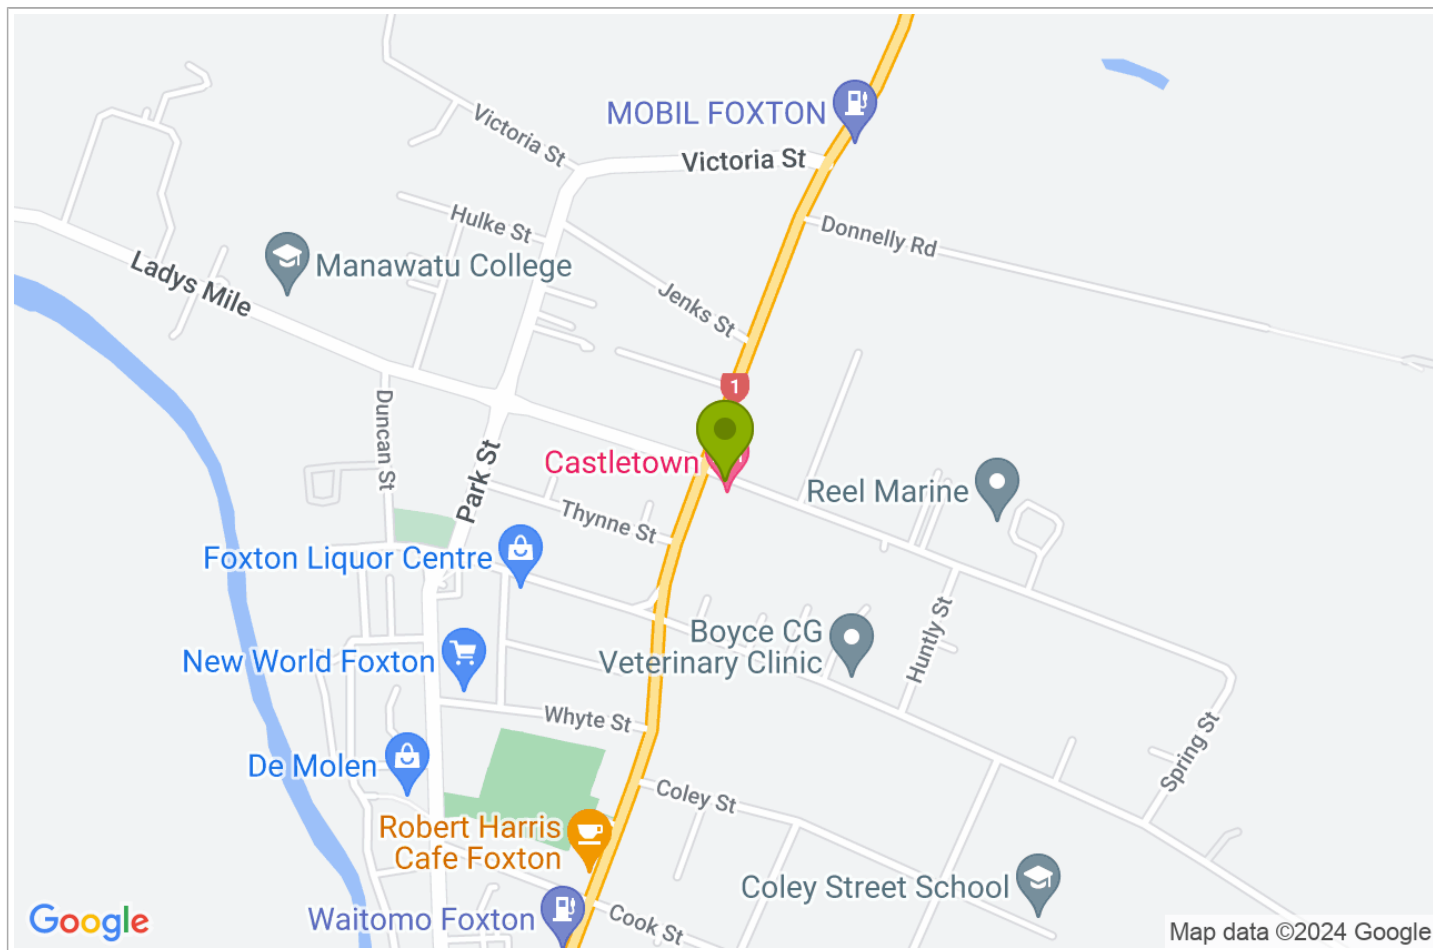 MOBIL FOXTON
Victoria St
Victoria St
Hulke St
Donnelly Rd
Manawatu College
Ladys Mile
Jenks St
1
Duncan St
Park St
Castletown
Reel Marine
Thynne St
Foxton Liquor Centre
Boyce CG
Veterinary Clinic
Huntly St
New World Foxton
Whyte St
Spring St
De Molen
Coley St
Robert Harris
Cafe Foxton
Coley Street School
Waitomo Foxton
Cook St
Google
Map data ©2024 Google